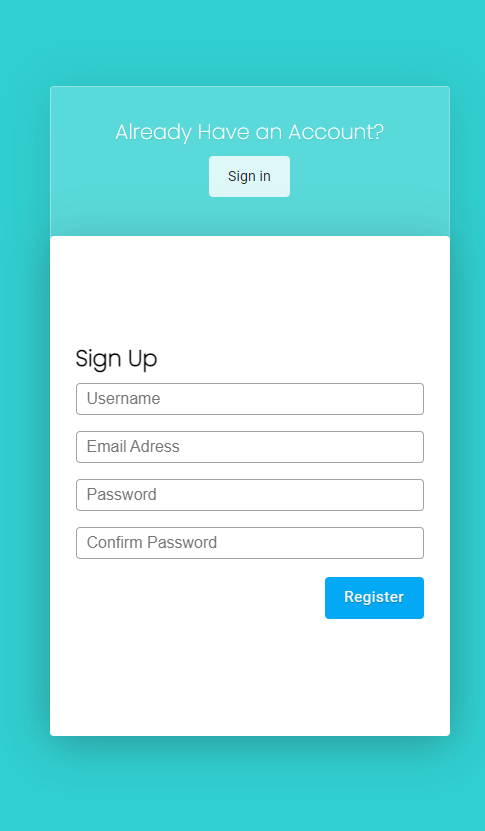 Already Have an Account?
Sign in
Sign Up
Username
Email Adress
Password
Confirm Password
Register